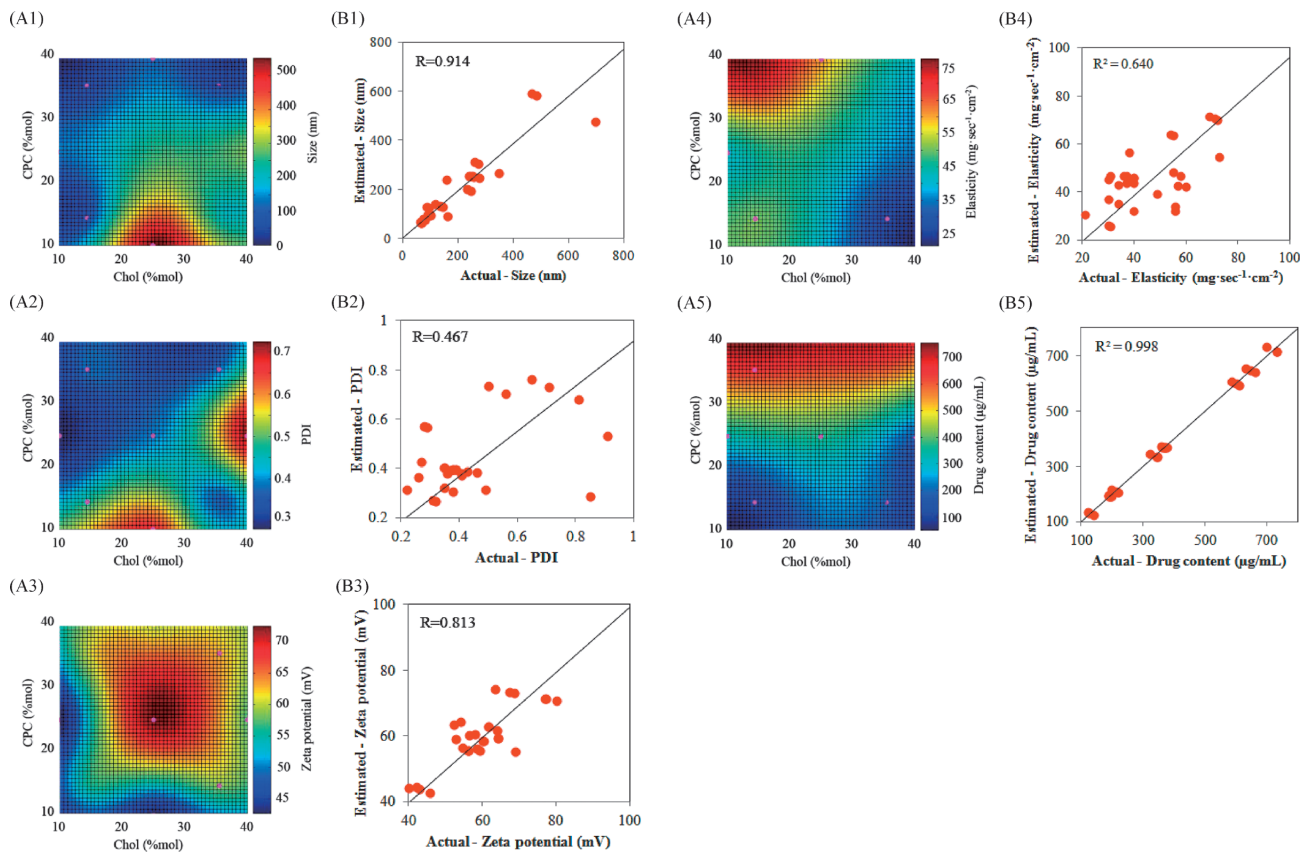 (A1)
40
30
20
10
CPC (%mol)
10 20 30 40
Chol (%mol)
500
400
300
200
100
0
Size (nm)
(B1)
R=0.914
800
600
400
200
0
Estimated - Size (nm)
0 200 400 600 800
Actual - Size (nm)
(A4)
40
30
20
10
CPC (%mol)
10 20 30 40
Chol (%mol)
75
65
55
45
35
25
Elasticity (mg·sec⁻¹·cm⁻²)
(B4)
R² = 0.640
100
80
60
40
20
Estimated - Elasticity (mg·sec⁻¹·cm⁻²)
20 40 60 80 100
Actual - Elasticity (mg·sec⁻¹·cm⁻²)
(A2)
40
30
20
10
CPC (%mol)
10 20 30 40
Chol (%mol)
0.7
0.6
0.5
0.4
0.3
PDI
(B2)
R=0.467
1
0.8
0.6
0.4
0.2
Estimated - PDI
0.2 0.4 0.6 0.8 1
Actual - PDI
(A5)
40
30
20
10
CPC (%mol)
10 20 30 40
Chol (%mol)
700
600
500
400
300
200
100
Drug content (µg/mL)
(B5)
R² = 0.998
700
500
300
100
Estimated - Drug content (µg/mL)
100 300 500 700
Actual - Drug content (µg/mL)
(A3)
40
30
20
10
CPC (%mol)
10 20 30 40
Chol (%mol)
70
65
60
55
50
45
Zeta potential (mV)
(B3)
R=0.813
100
80
60
40
Estimated - Zeta potential (mV)
40 60 80 100
Actual - Zeta potential (mV)